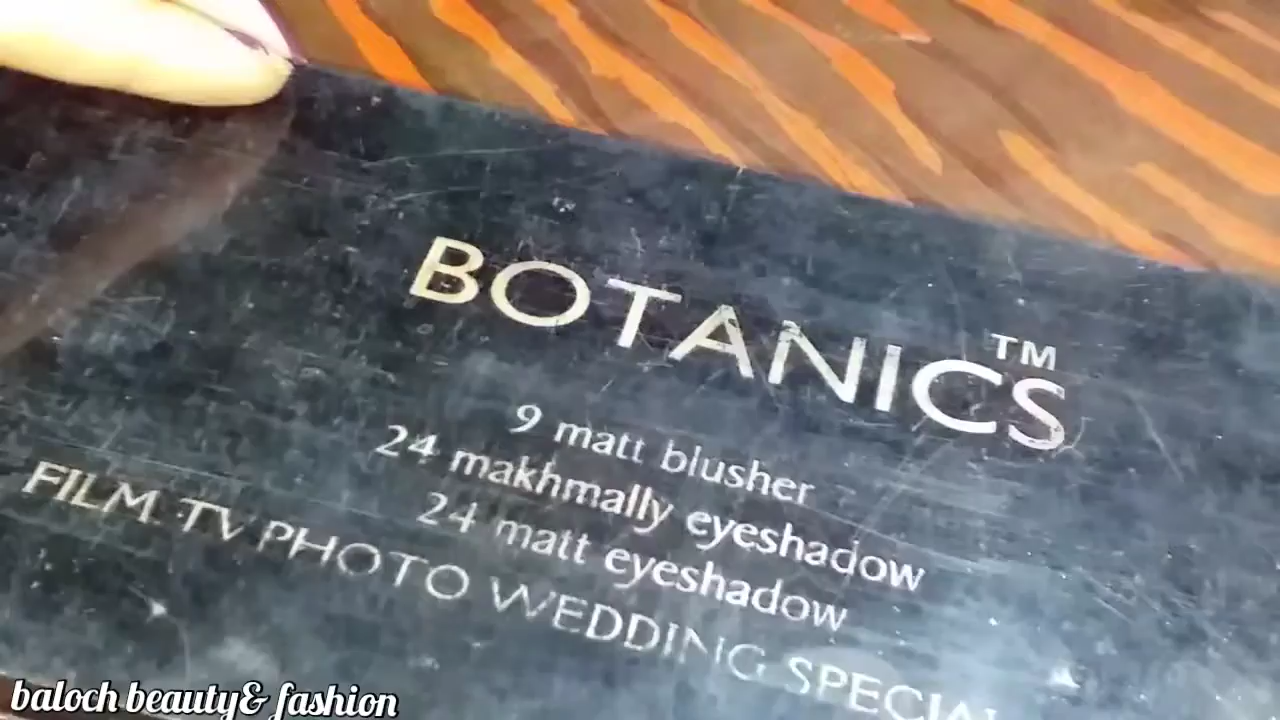 BOTANICS™
9 matt blusher
24 makhmally eyeshadow
24 matt eyeshadow
FILM TV PHOTO WEDDING SPECIAL
baloch beauty& fashion